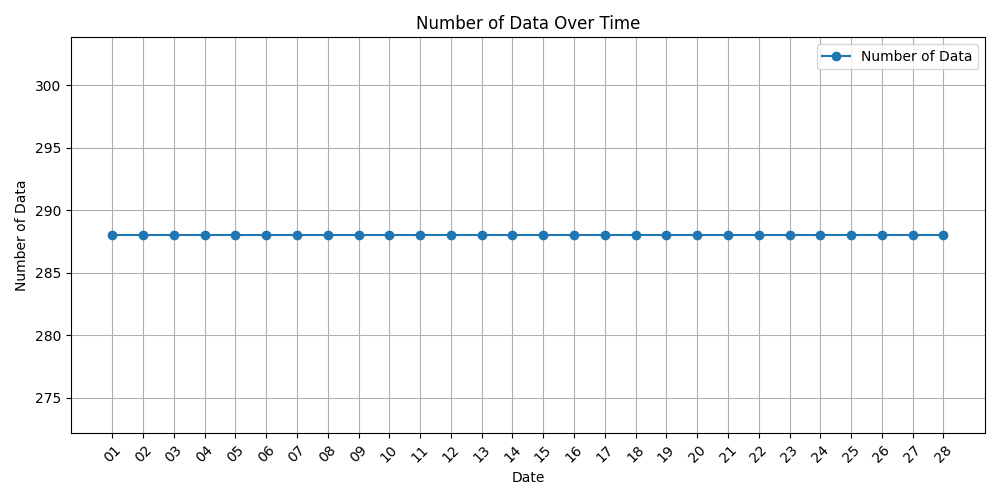 Number of Data Over Time
Number of Data
300
295
290
285
280
275
Number of Data
01 02 03 04 05 06 07 08 09 10 11 12 13 14 15 16 17 18 19 20 21 22 23 24 25 26 27 28
Date